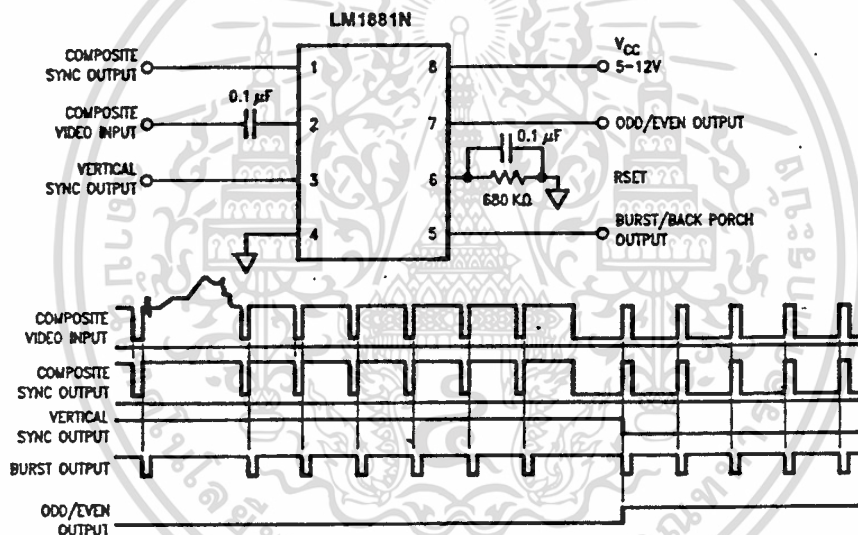 LM1881N
COMPOSITE
SYNC OUTPUT
1
8
VCC
5-12V
0.1 µF
COMPOSITE
VIDEO INPUT
2
7
ODD/EVEN OUTPUT
0.1 µF
VERTICAL
SYNC OUTPUT
3
6
RSET
680 KΩ
4
5
BURST/BACK PORCH
OUTPUT
COMPOSITE
VIDEO INPUT
COMPOSITE
SYNC OUTPUT
VERTICAL
SYNC OUTPUT
BURST OUTPUT
ODD/EVEN
OUTPUT